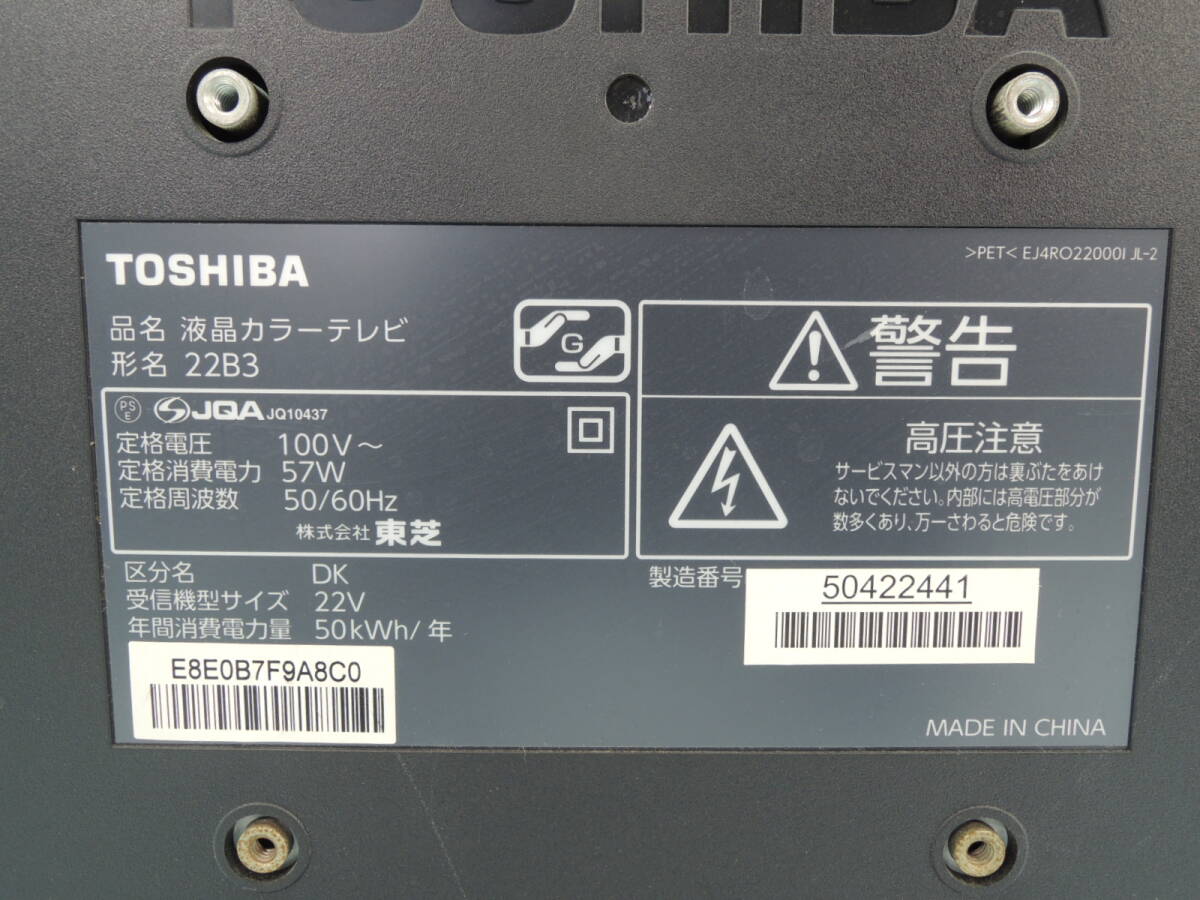 TOSHIBA
TOSHIBA
>PET< EJ4RO22000I JL-2
品名 液晶カラーテレビ
形名 22B3
G
PS
E
JQA JQ10437
定格電圧 100V～
定格消費電力 57W
定格周波数 50/60Hz
株式会社 東芝
警告
高圧注意
サービスマン以外の方は裏ぶたをあけ
ないでください。内部には高電圧部分が
数多くあり、万一さわると危険です。
区分名 DK
受信機型サイズ 22V
年間消費電力量 50kWh/年
E8E0B7F9A8C0
製造番号 50422441
MADE IN CHINA